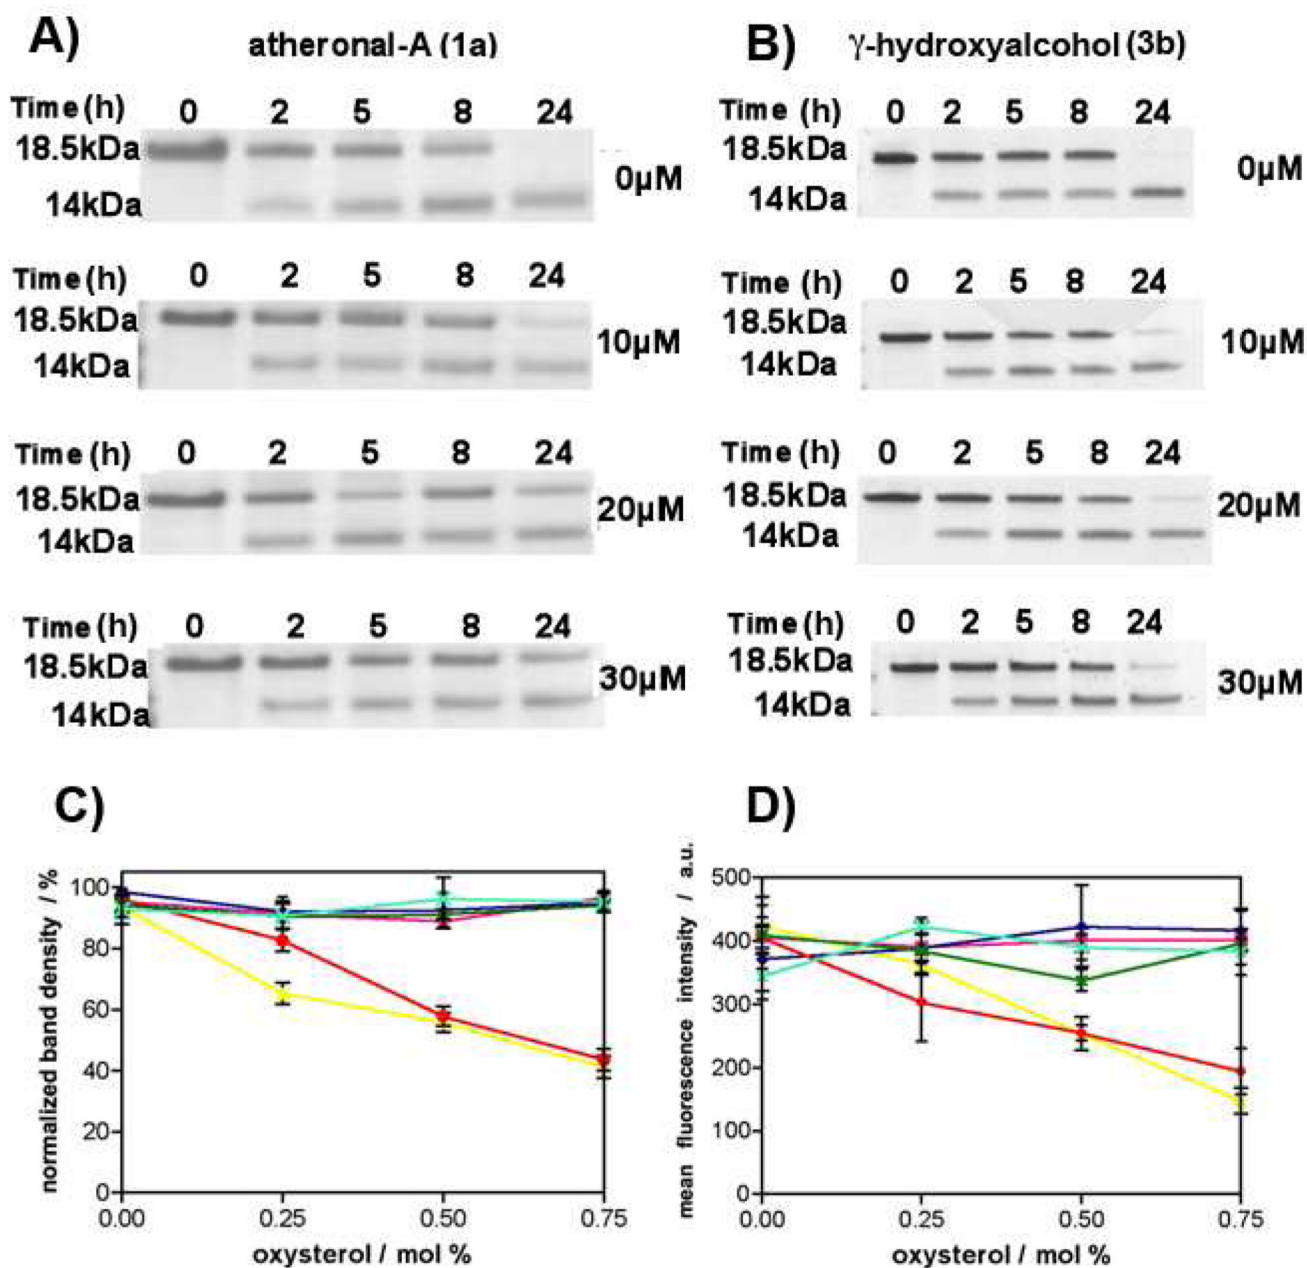 A)
atheronal-A (1a)
Time (h) 0 2 5 8 24
18.5kDa
14kDa
0µM
Time (h) 0 2 5 8 24
18.5kDa
14kDa
10µM
Time (h) 0 2 5 8 24
18.5kDa
14kDa
20µM
Time (h) 0 2 5 8 24
18.5kDa
14kDa
30µM
B)
γ-hydroxyalcohol (3b)
Time (h) 0 2 5 8 24
18.5kDa
14kDa
0µM
Time (h) 0 2 5 8 24
18.5kDa
14kDa
10µM
Time (h) 0 2 5 8 24
18.5kDa
14kDa
20µM
Time (h) 0 2 5 8 24
18.5kDa
14kDa
30µM
C)
normalized band density / %
100
80
60
40
20
0
0.00 0.25 0.50 0.75
oxysterol / mol %
D)
mean fluorescence intensity / a.u.
500
400
300
200
100
0
0.00 0.25 0.50 0.75
oxysterol / mol %